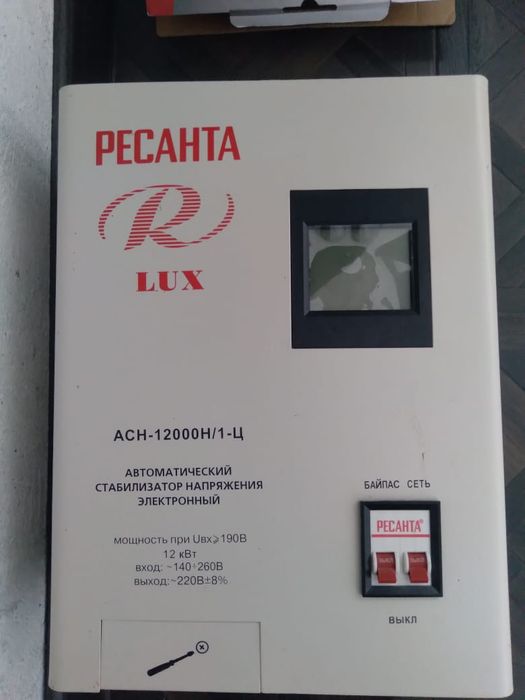 РЕСАНТА
R
LUX
АСН-12000Н/1-Ц
АВТОМАТИЧЕСКИЙ
СТАБИЛИЗАТОР НАПРЯЖЕНИЯ
ЭЛЕКТРОННЫЙ
мощность при Uвх⩾190В
12 кВт
вход: ~140÷260В
выход:~220В±8%
БАЙПАС СЕТЬ
РЕСАНТА®
ВЫКЛ